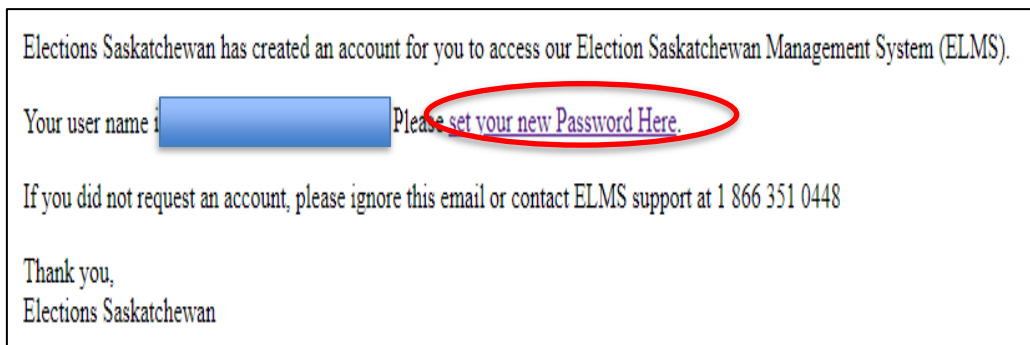 Elections Saskatchewan has created an account for you to access our Election Saskatchewan Management System (ELMS).
Your user name i Please set your new Password Here.
If you did not request an account, please ignore this email or contact ELMS support at 1 866 351 0448
Thank you,
Elections Saskatchewan